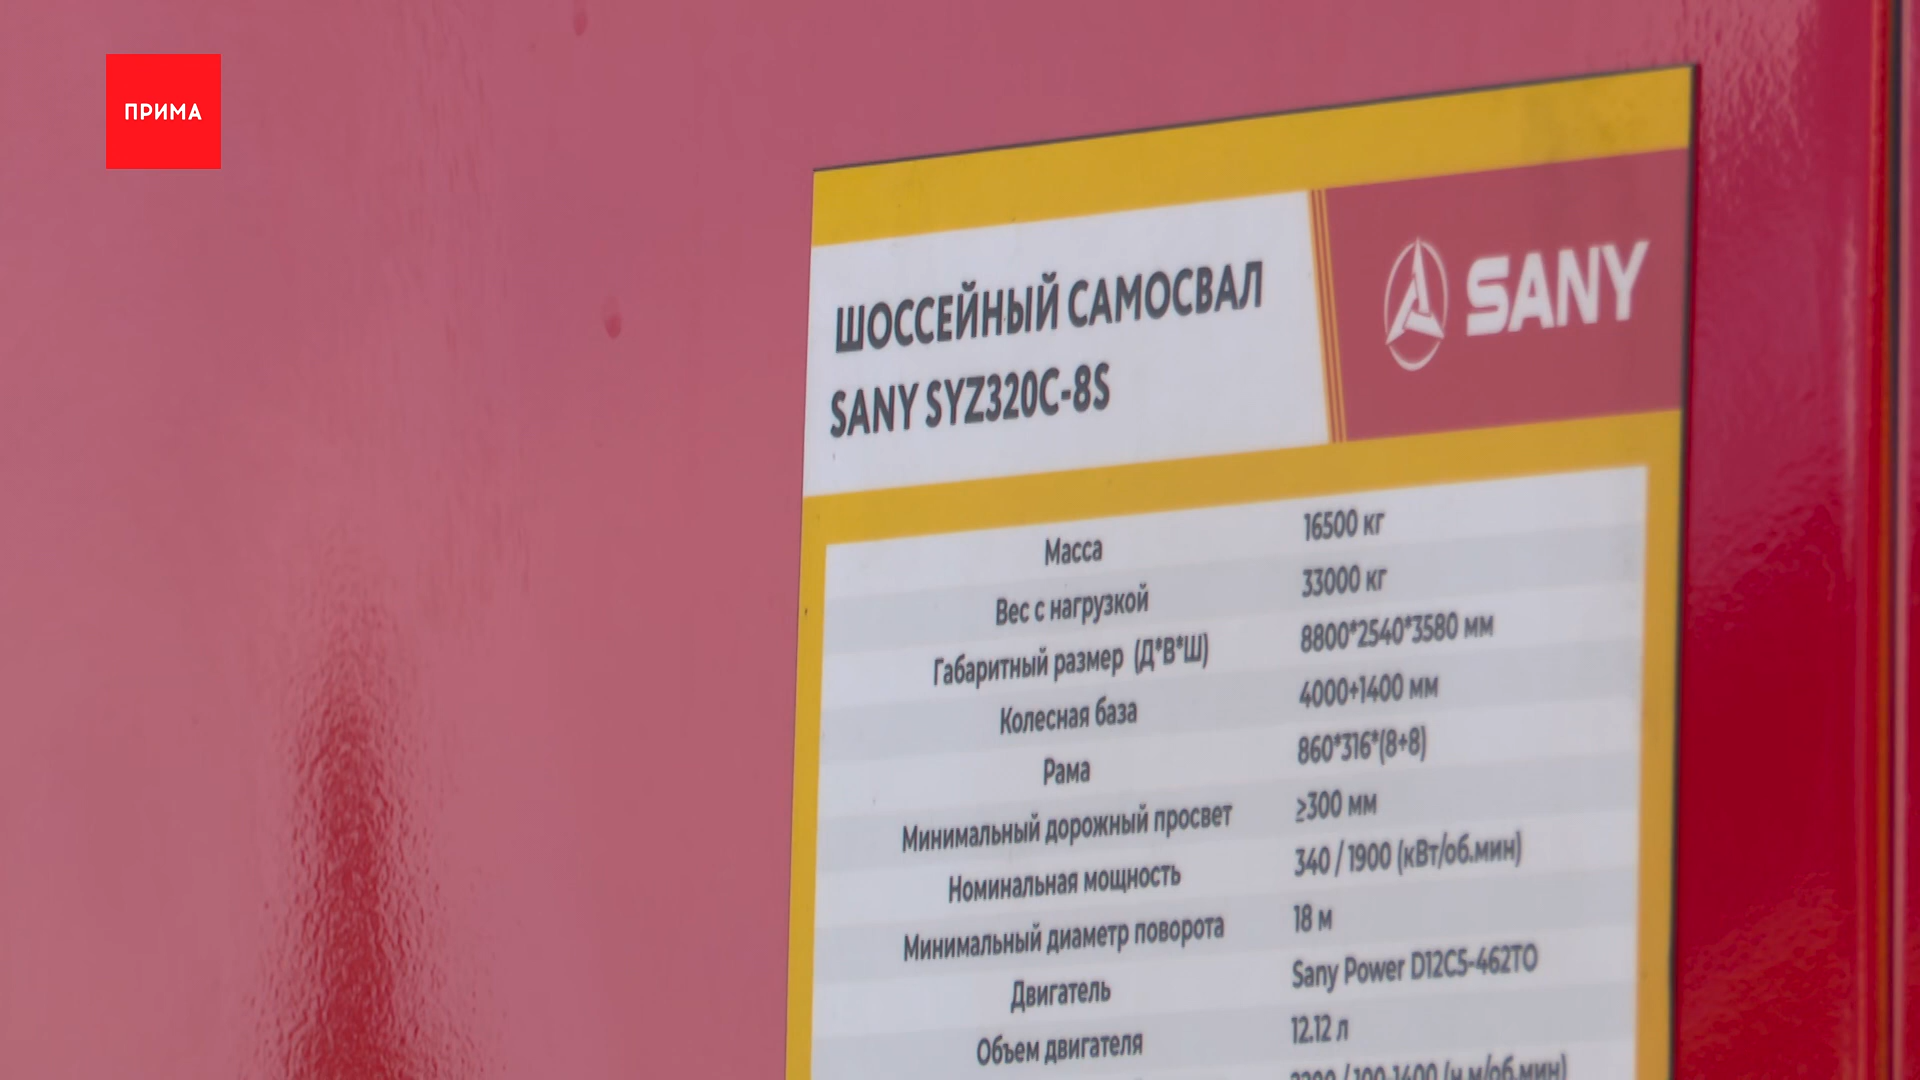 ПРИМА
ШОССЕЙНЫЙ САМОСВАЛ
SANY SYZ320C-8S
SANY
Масса 16500 кг
Вес с нагрузкой 33000 кг
Габаритный размер (Д*В*Ш) 8800*2540*3580 мм
Колесная база 4000+1400 мм
Рама 860*316*(8+8)
Минимальный дорожный просвет ≥300 мм
Номинальная мощность 340 / 1900 (кВт/об.мин)
Минимальный диаметр поворота 18 м
Двигатель Sany Power D12C5-462TO
Объем двигателя 12.12 л